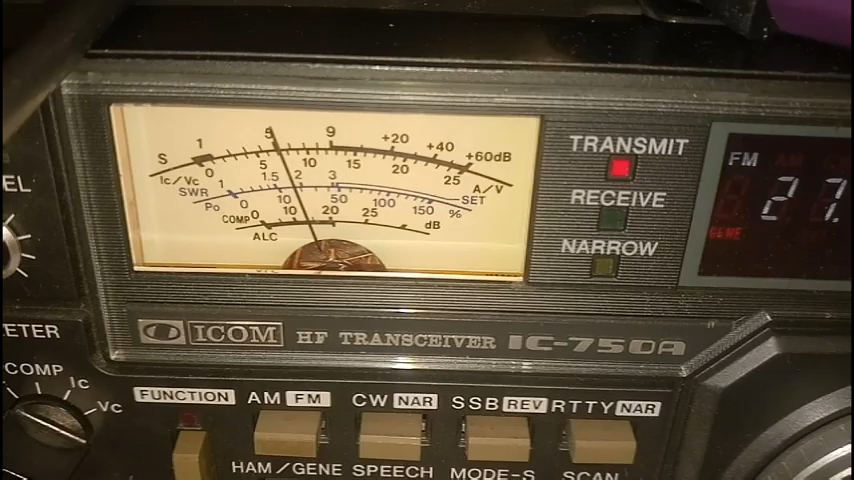 S 1 5 9 +20 +40 +60dB
0 5 10 15 20 25 A/V
Ic/Vc
SWR 1 1.5 2 3 SET
Po 0 10 50 100 150 %
COMP 0 10 20 25 dB
ALC
TRANSMIT
RECEIVE
NARROW
FM
27.
GENE
EL
ICOM HF TRANSCEIVER IC-750A
ETER
COMP
Ic
Vc
FUNCTION AM FM CW NAR SSB REV RTTY NAR
HAM/GENE SPEECH MODE-S SCAN